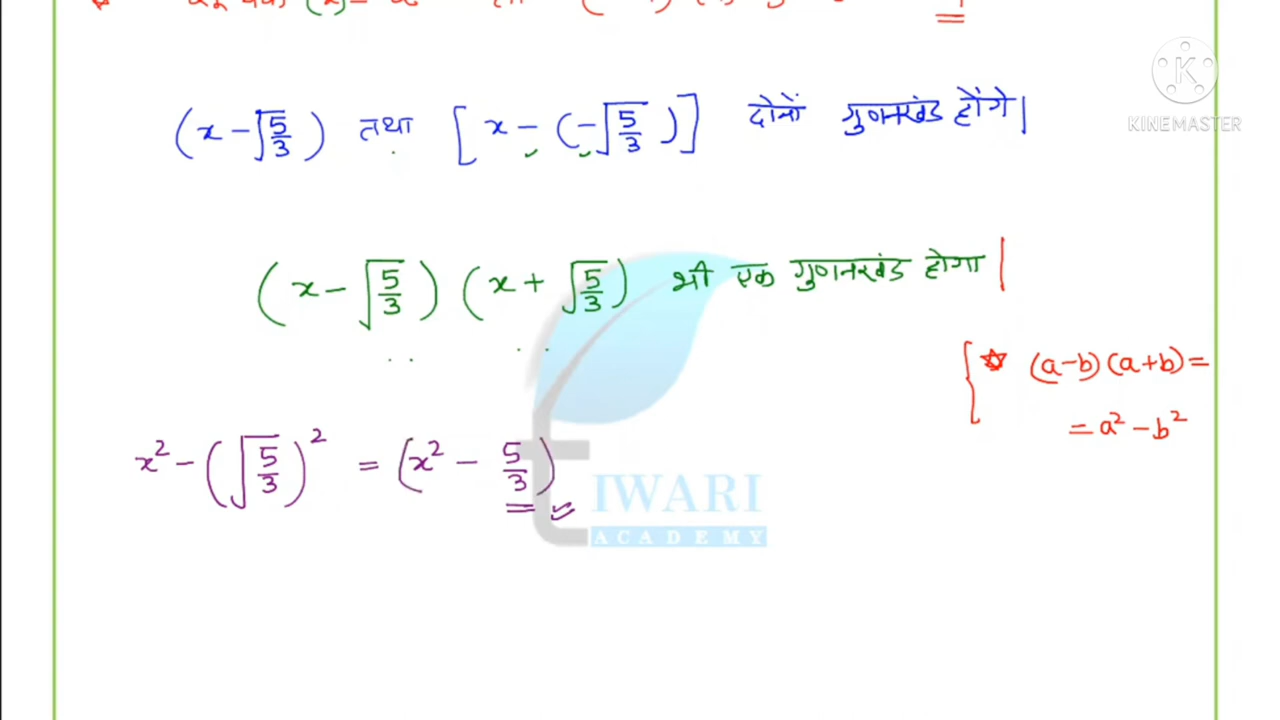 (x - √5/3) तथा [x - (-√5/3)] दोनों गुणनखंड होंगे|
(x - √5/3) (x + √5/3) भी एक गुणनखंड होगा|
{ ☆ (a-b)(a+b)=
= a² - b²
x² - (√5/3)² = (x² - 5/3)
KINEMASTER
TIWARI
ACADEMY